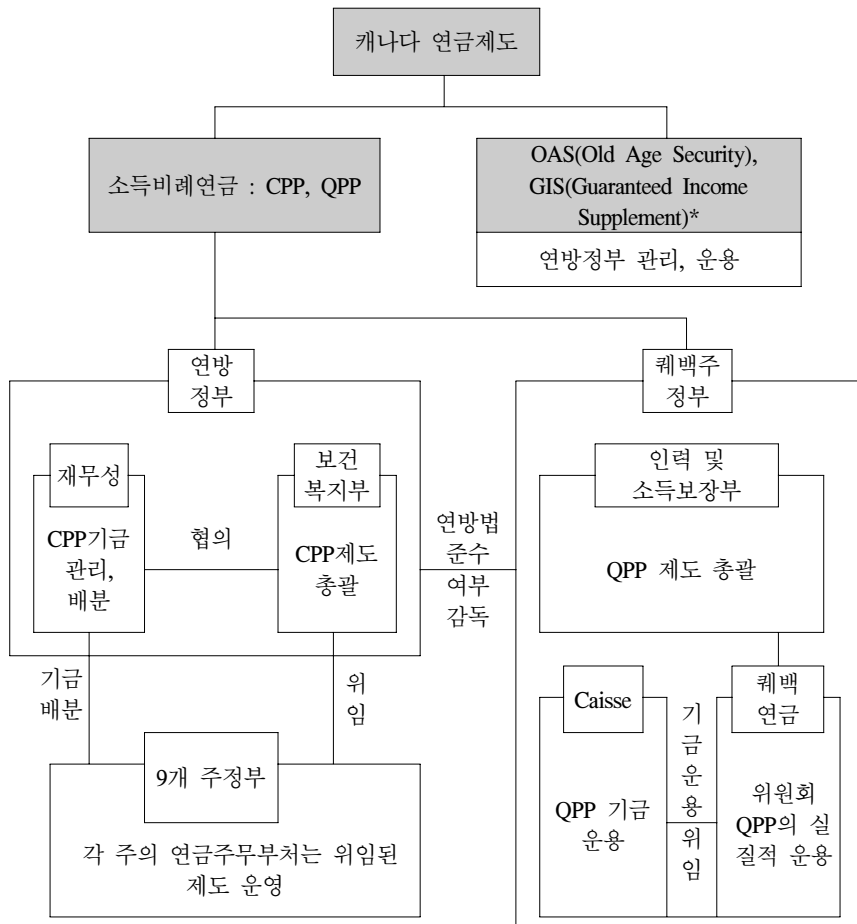 캐나다 연금제도
소득비례연금 : CPP, QPP
OAS(Old Age Security),
GIS(Guaranteed Income
Supplement)*
연방정부 관리, 운용
연방
정부
퀘백주
정부
재무성
CPP기금
관리,
배분
협의
보건
복지부
CPP제도
총괄
연방법
준수
여부
감독
인력 및
소득보장부
QPP 제도 총괄
기금
배분
위
임
9개 주정부
각 주의 연금주무부처는 위임된
제도 운영
Caisse
QPP 기금
운용
기
금
운
용
위
임
퀘백
연금
위원회
QPP의 실
질적 운용